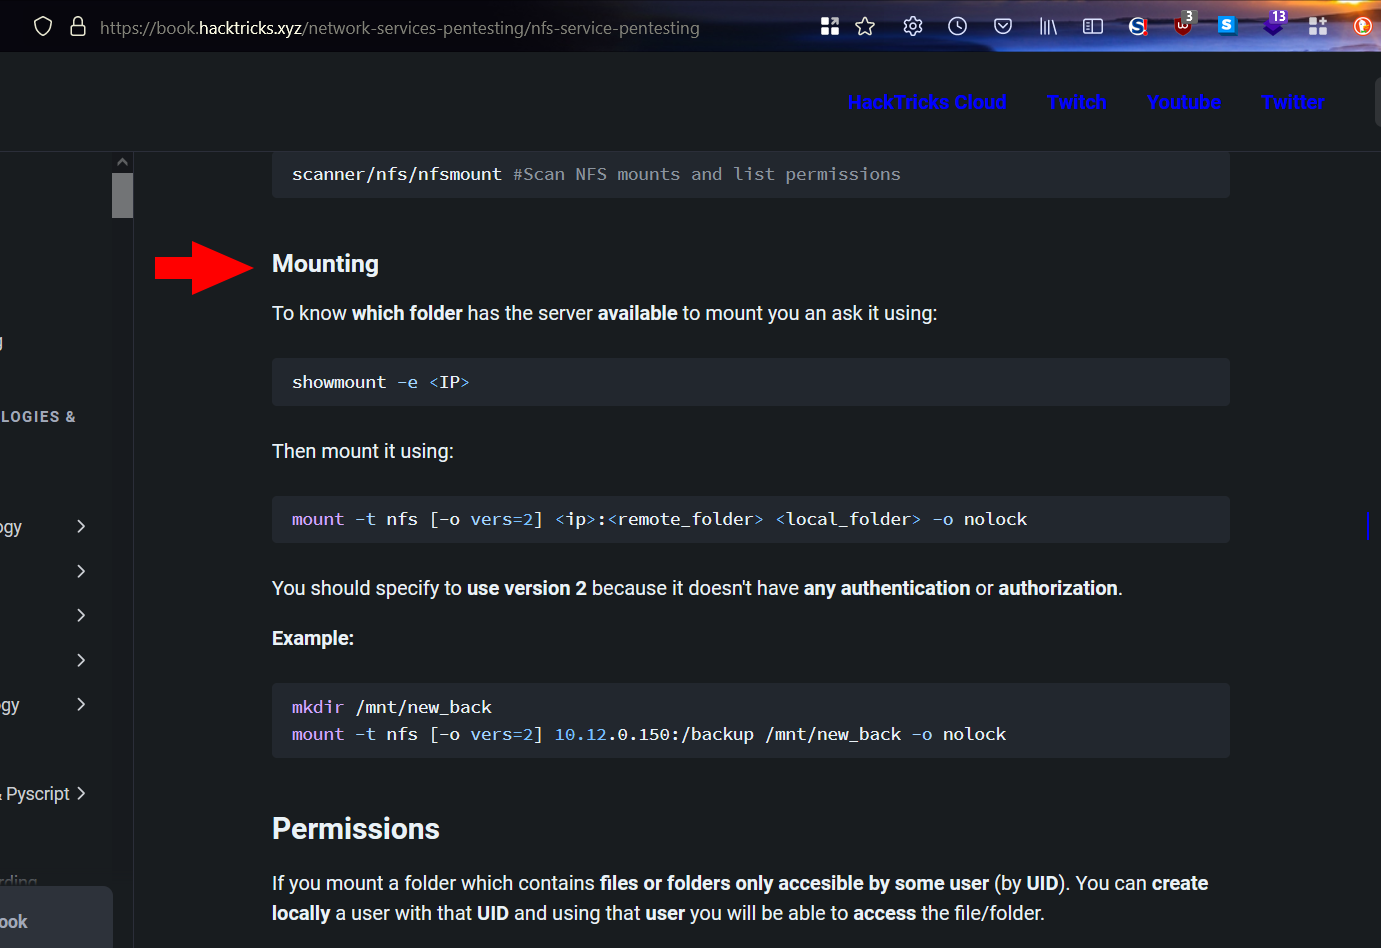 https://book.hacktricks.xyz/network-services-pentesting/nfs-service-pentesting
3
13
HackTricks Cloud
Twitch
Youtube
Twitter
scanner/nfs/nfsmount #Scan NFS mounts and list permissions
Mounting
To know which folder has the server available to mount you an ask it using:
showmount -e <IP>
Then mount it using:
mount -t nfs [-o vers=2] <ip>:<remote_folder> <local_folder> -o nolock
You should specify to use version 2 because it doesn't have any authentication or authorization.
Example:
mkdir /mnt/new_back
mount -t nfs [-o vers=2] 10.12.0.150:/backup /mnt/new_back -o nolock
Permissions
If you mount a folder which contains files or folders only accesible by some user (by UID). You can create
locally a user with that UID and using that user you will be able to access the file/folder.
LOGIES &
ogy
gy
& Pyscript
ook